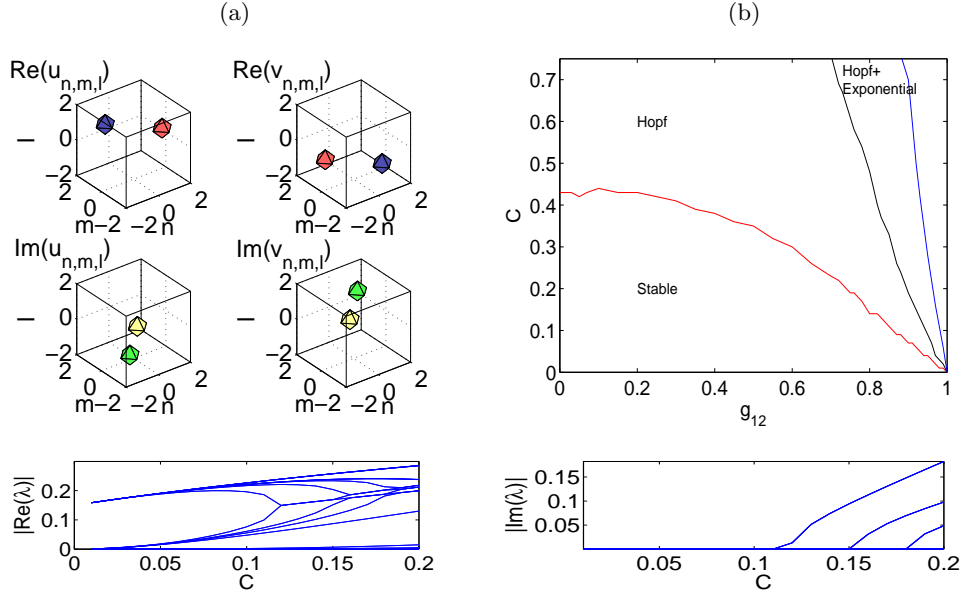 (a)
(b)
Re(u_{n,m,l})
Re(v_{n,m,l})
2
0
−2
l
2
0
m−2
−2
0
n
2
2
0
−2
l
2
0
m−2
−2
0
n
2
Im(u_{n,m,l})
Im(v_{n,m,l})
2
0
−2
l
2
0
m−2
−2
0
n
2
2
0
−2
l
2
0
m−2
−2
0
n
2
0.7
0.6
0.5
0.4
0.3
0.2
0.1
0
C
Hopf
Hopf+
Exponential
Stable
0
0.2
0.4
0.6
0.8
1
g_{12}
|Re(λ)|
0.2
0.1
0
0
0.05
0.1
0.15
0.2
C
|Im(λ)|
0.15
0.1
0.05
0.05
0.1
0.15
0.2
C